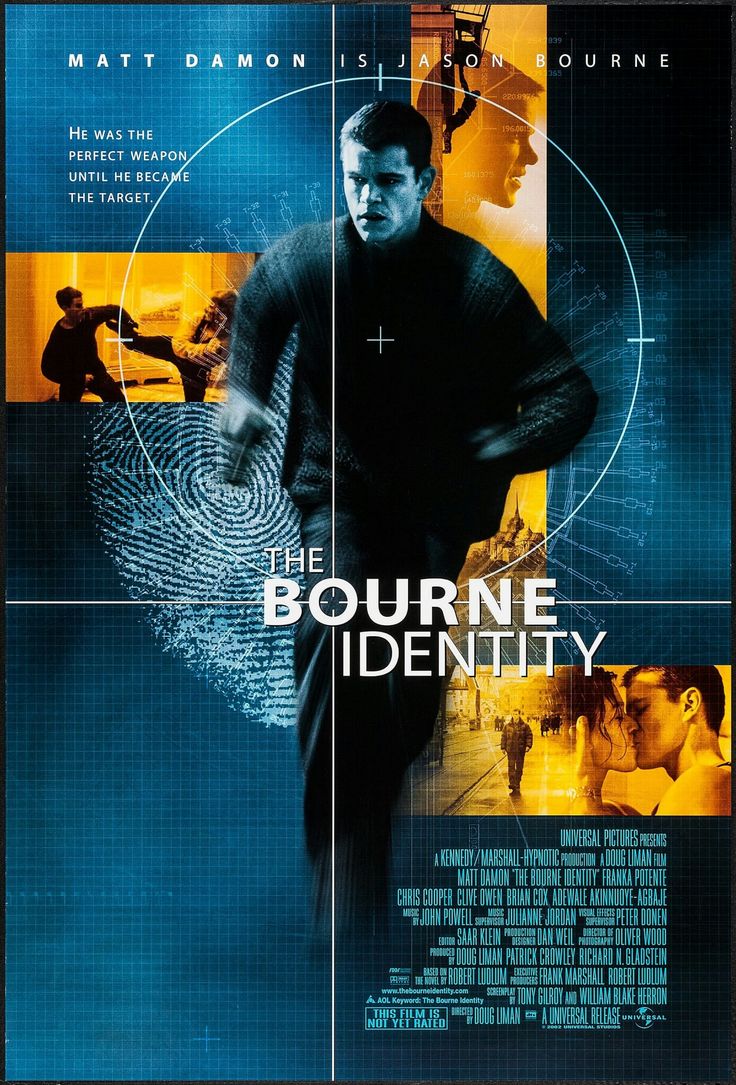 MATT DAMON IS JASON BOURNE
HE WAS THE
PERFECT WEAPON
UNTIL HE BECAME
THE TARGET.
THE
BOURNE
IDENTITY
UNIVERSAL PICTURES PRESENTS
A KENNEDY/MARSHALL-HYPNOTIC PRODUCTION A DOUG LIMAN FILM
MATT DAMON "THE BOURNE IDENTITY" FRANKA POTENTE
CHRIS COOPER CLIVE OWEN BRIAN COX ADEWALE AKINNUOYE-AGBAJE
MUSIC BY JOHN POWELL MUSIC SUPERVISOR JULIANNE JORDAN VISUAL EFFECTS SUPERVISOR PETER DONEN
EDITOR SAAR KLEIN PRODUCTION DESIGNER DAN WEIL DIRECTOR OF PHOTOGRAPHY OLIVER WOOD
PRODUCED BY DOUG LIMAN PATRICK CROWLEY RICHARD N. GLADSTEIN
BASED ON THE NOVEL BY ROBERT LUDLUM EXECUTIVE PRODUCERS FRANK MARSHALL ROBERT LUDLUM
www.thebourneidentity.com
SCREENPLAY BY TONY GILROY AND WILLIAM BLAKE HERRON
AOL Keyword: The Bourne Identity
THIS FILM IS
NOT YET RATED
DIRECTED BY DOUG LIMAN dts A UNIVERSAL RELEASE UNIVERSAL
© 2002 UNIVERSAL STUDIOS